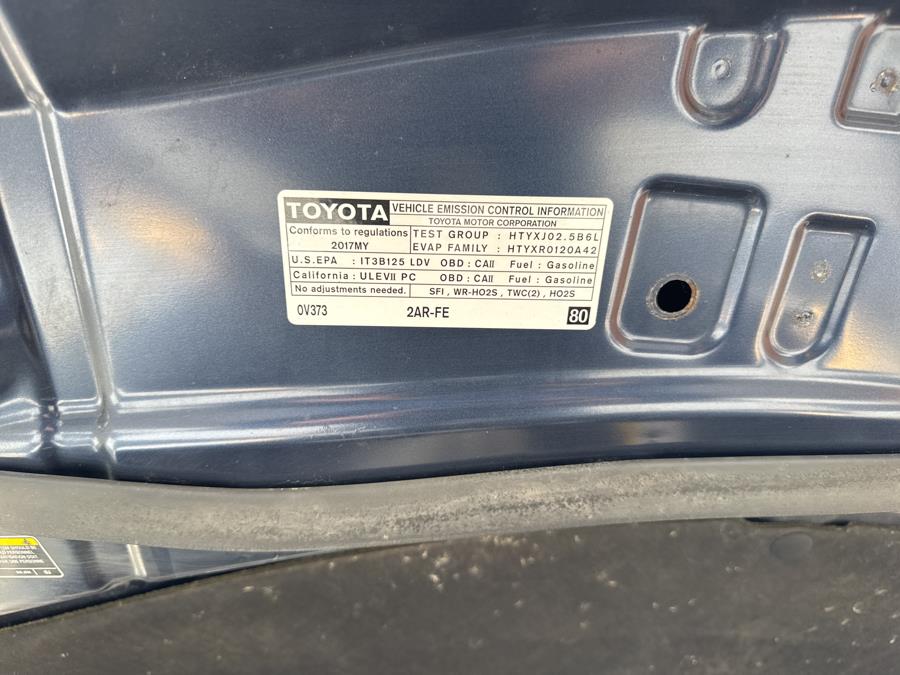 TOYOTA VEHICLE EMISSION CONTROL INFORMATION
TOYOTA MOTOR CORPORATION
Conforms to regulations
2017MY
TEST GROUP : HTYXJ02.5B6L
EVAP FAMILY : HTYXR0120A42
U.S.EPA : IT3B125 LDV OBD : CAII Fuel : Gasoline
California : ULEVII PC OBD : CAII Fuel : Gasoline
No adjustments needed. SFI , WR-HO2S , TWC(2) , HO2S
0V373 2AR-FE 80